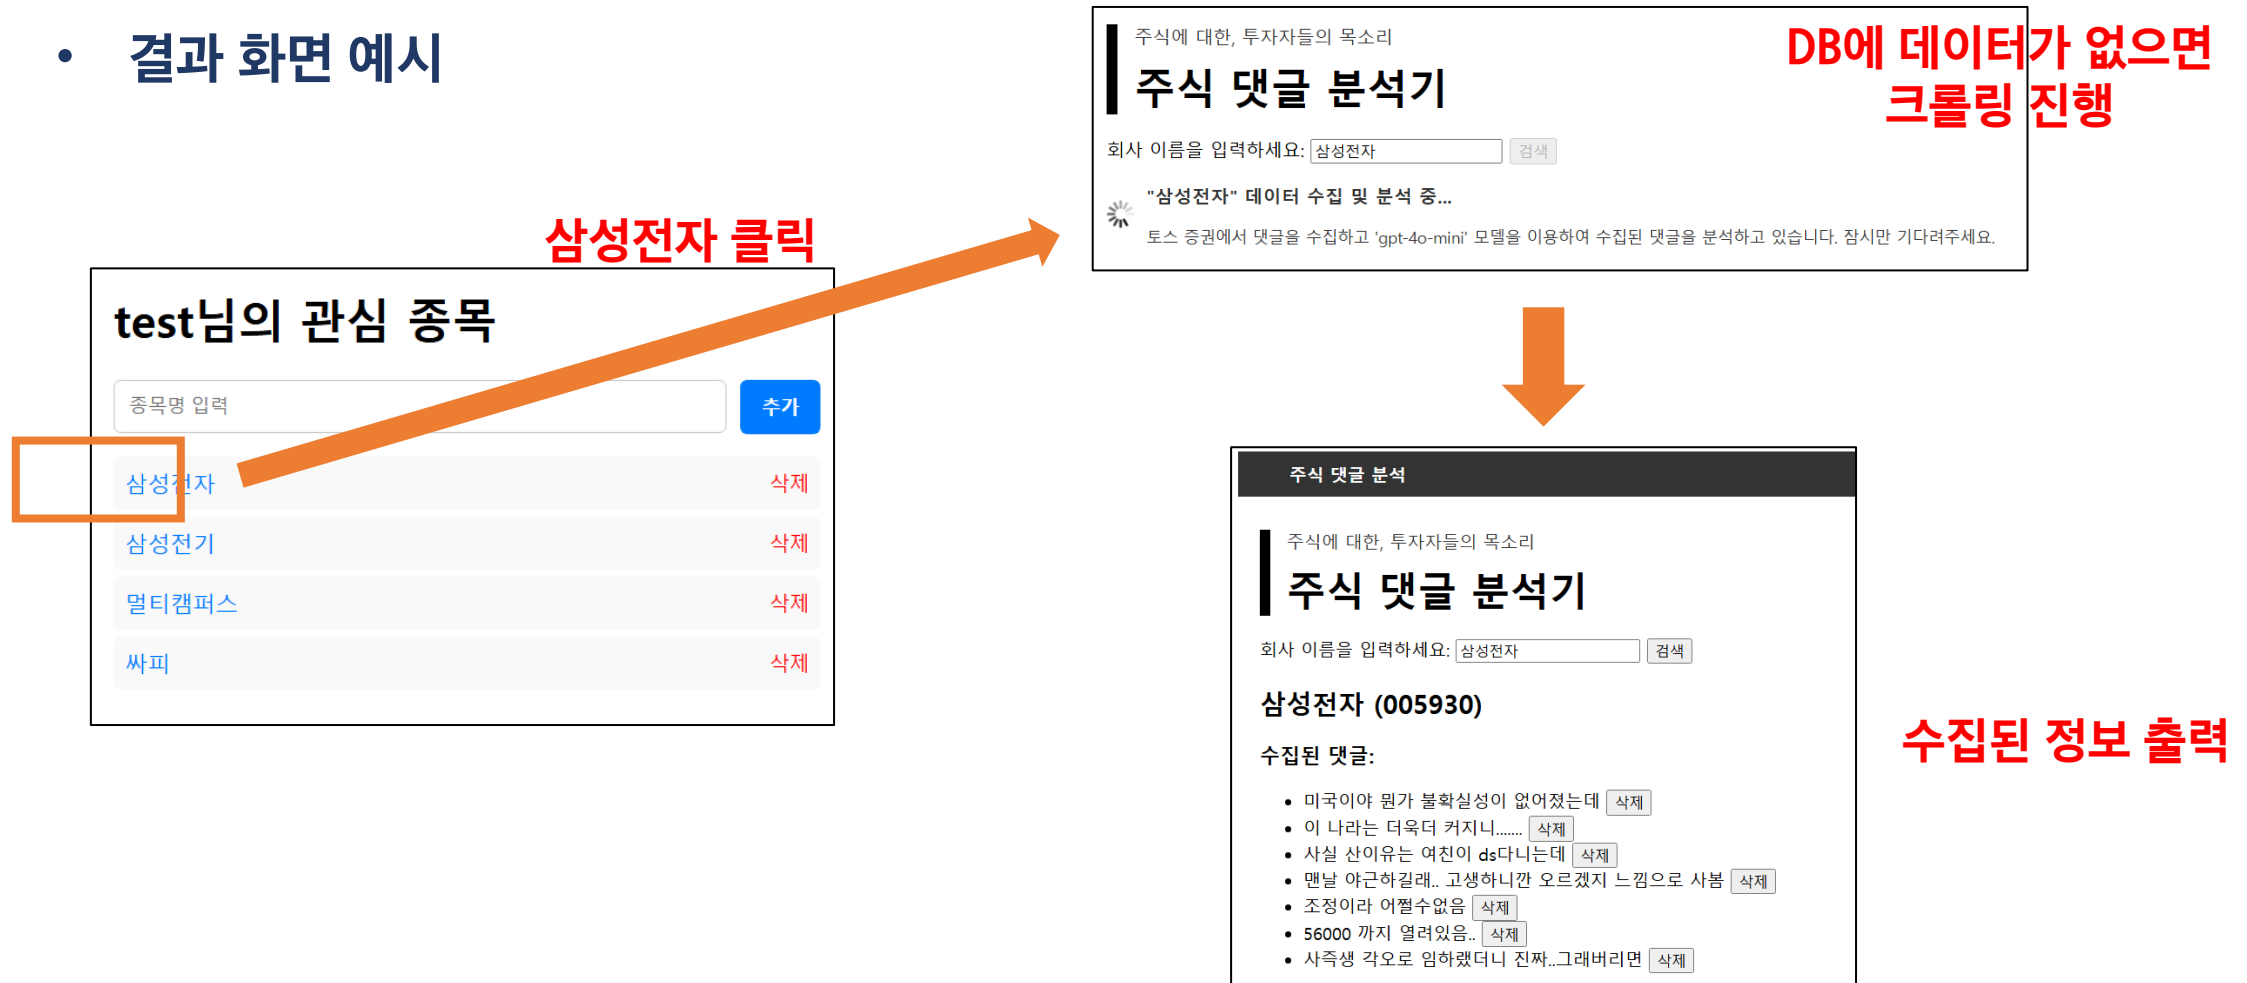 • 결과 화면 예시
삼성전자 클릭
test님의 관심 종목
종목명 입력
추가
삼성전자 삭제
삼성전기 삭제
멀티캠퍼스 삭제
싸피 삭제
주식에 대한, 투자자들의 목소리
주식 댓글 분석기
회사 이름을 입력하세요: 삼성전자 검색
"삼성전자" 데이터 수집 및 분석 중...
토스 증권에서 댓글을 수집하고 'gpt-4o-mini' 모델을 이용하여 수집된 댓글을 분석하고 있습니다. 잠시만 기다려주세요.
DB에 데이터가 없으면
크롤링 진행
주식 댓글 분석
주식에 대한, 투자자들의 목소리
주식 댓글 분석기
회사 이름을 입력하세요: 삼성전자 검색
삼성전자 (005930)
수집된 댓글:
• 미국이야 뭔가 불확실성이 없어졌는데 삭제
• 이 나라는 더욱더 커지니....... 삭제
• 사실 산이유는 여친이 ds다니는데 삭제
• 맨날 야근하길래.. 고생하니깐 오르겠지 느낌으로 사봄 삭제
• 조정이라 어쩔수없음 삭제
• 56000 까지 열려있음.. 삭제
• 사즉생 각오로 임하랬더니 진짜..그래버리면 삭제
수집된 정보 출력